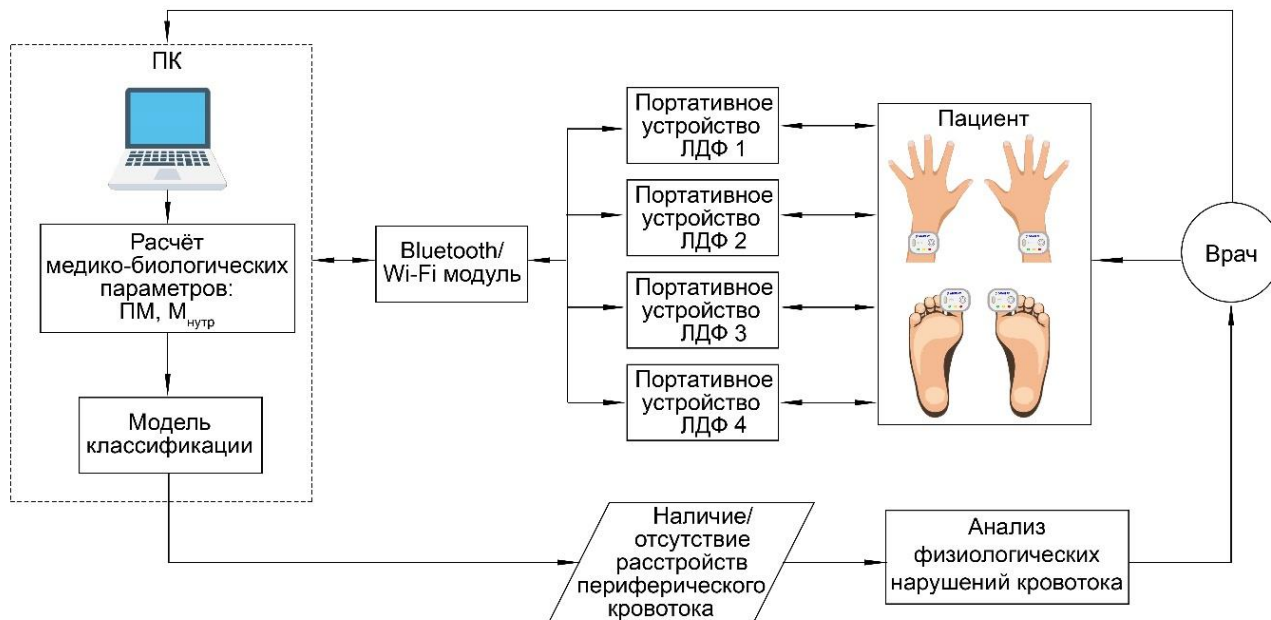 ПК
Расчёт
медико-биологических
параметров:
ПМ, Мнутр
Модель
классификации
Bluetooth/
Wi-Fi модуль
Портативное
устройство
ЛДФ 1
Портативное
устройство
ЛДФ 2
Портативное
устройство
ЛДФ 3
Портативное
устройство
ЛДФ 4
Пациент
Врач
Наличие/
отсутствие
расстройств
периферического
кровотока
Анализ
физиологических
нарушений кровотока